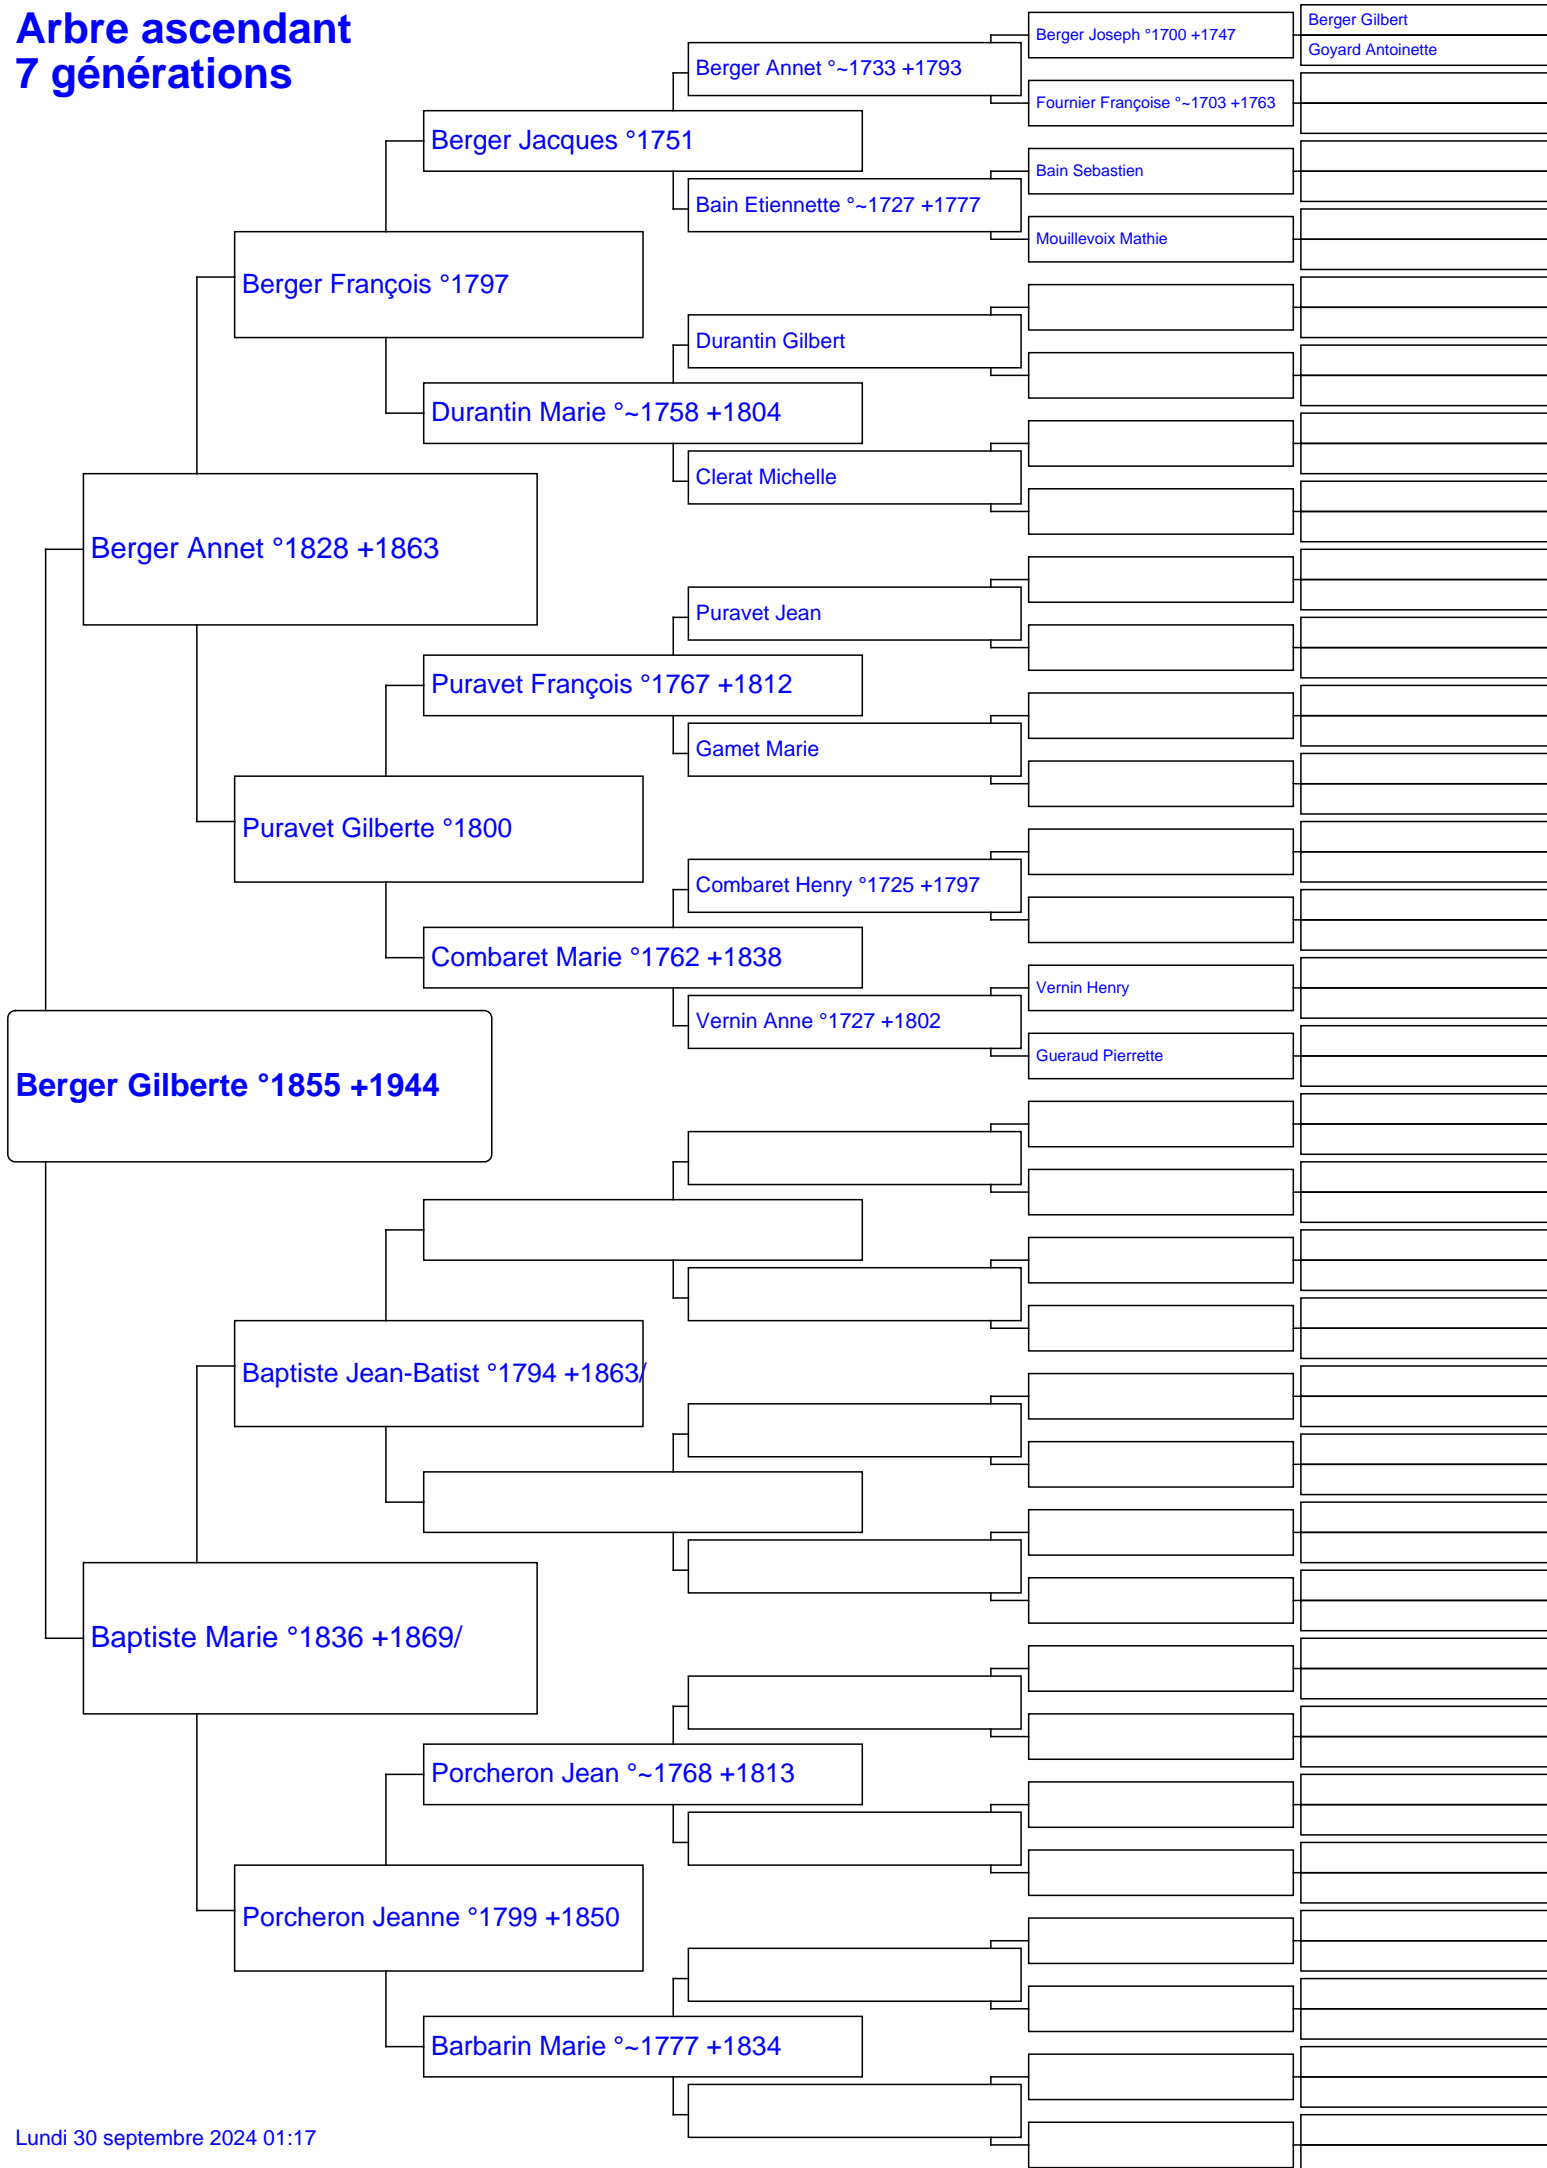 Arbre ascendant
7 générations
Berger Joseph °1700 +1747
Berger Gilbert
Goyard Antoinette
Berger Annet °~1733 +1793
Fournier Françoise °~1703 +1763
Berger Jacques °1751
Bain Sebastien
Bain Etiennette °~1727 +1777
Mouillevoix Mathie
Berger François °1797
Durantin Gilbert
Durantin Marie °~1758 +1804
Clerat Michelle
Berger Annet °1828 +1863
Puravet Jean
Puravet François °1767 +1812
Gamet Marie
Puravet Gilberte °1800
Combaret Henry °1725 +1797
Combaret Marie °1762 +1838
Vernin Henry
Vernin Anne °1727 +1802
Gueraud Pierrette
Berger Gilberte °1855 +1944
Baptiste Jean-Batist °1794 +1863/
Baptiste Marie °1836 +1869/
Porcheron Jean °~1768 +1813
Porcheron Jeanne °1799 +1850
Barbarin Marie °~1777 +1834
Lundi 30 septembre 2024 01:17